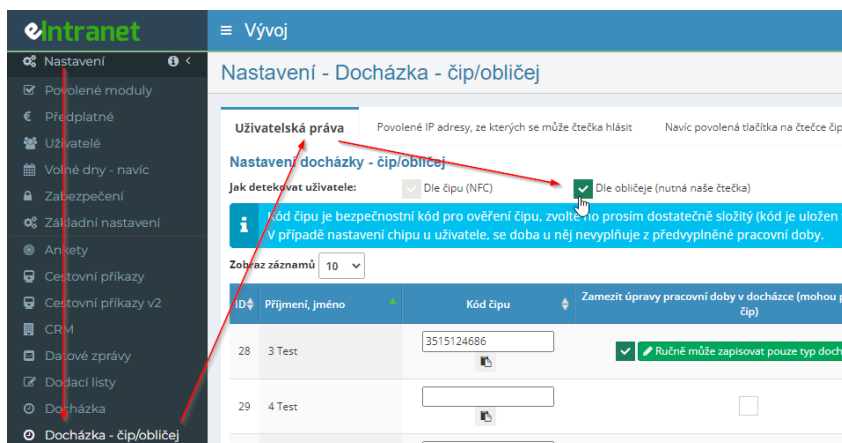 eIntranet
Vývoj
Nastavení
Povolené moduly
Předplatné
Uživatelé
Volné dny - navíc
Zabezpečení
Základní nastavení
Ankety
Cestovní příkazy
Cestovní příkazy v2
CRM
Datové zprávy
Dodací listy
Docházka
Docházka - čip/obličej
Nastavení - Docházka - čip/obličej
Uživatelská práva
Povolené IP adresy, ze kterých se může čtečka hlásit
Navíc povolená tlačítka na čtečce čip
Nastavení docházky - čip/obličej
Jak detekovat uživatele:
Dle čipu (NFC)
Dle obličeje (nutná naše čtečka)
Kód čipu je bezpečnostní kód pro ověření čipu, zvolte ho prosím dostatečně složitý (kód je uložen
V případě nastavení chipu u uživatele, se doba u něj nevyplňuje z předvyplněné pracovní doby.
Zobraz záznamů 10
ID
Příjmení, jméno
Kód čipu
Zamezit úpravy pracovní doby v docházce (mohou p
čip)
28
3 Test
3515124686
Ručně může zapisovat pouze typ doch
29
4 Test